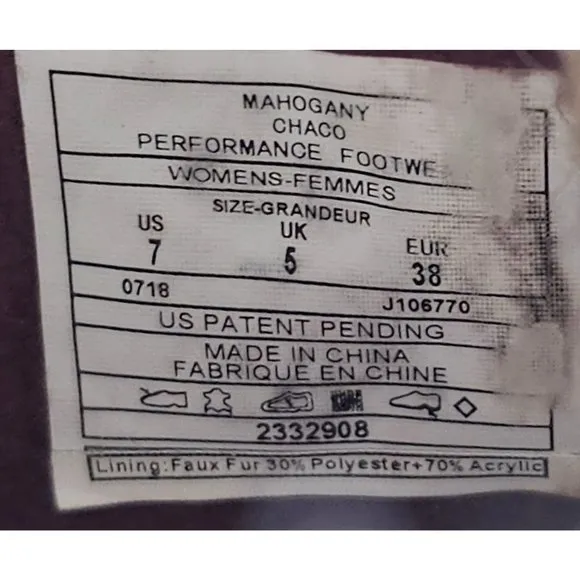 MAHOGANY
CHACO
PERFORMANCE FOOTWE
WOMENS-FEMMES
SIZE-GRANDEUR
US UK EUR
7 5 38
0718 J106770
US PATENT PENDING
MADE IN CHINA
FABRIQUE EN CHINE
2332908
Lining:Faux Fur 30% Polyester+70% Acrylic